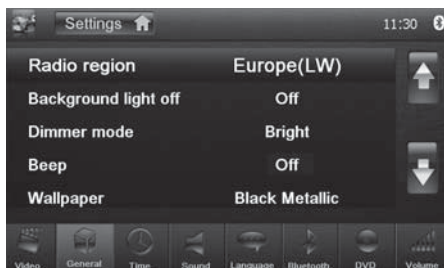 Settings 11:30
Radio region Europe(LW)
Background light off Off
Dimmer mode Bright
Beep Off
Wallpaper Black Metallic
Video General Time Sound Language Bluetooth DVD Volume